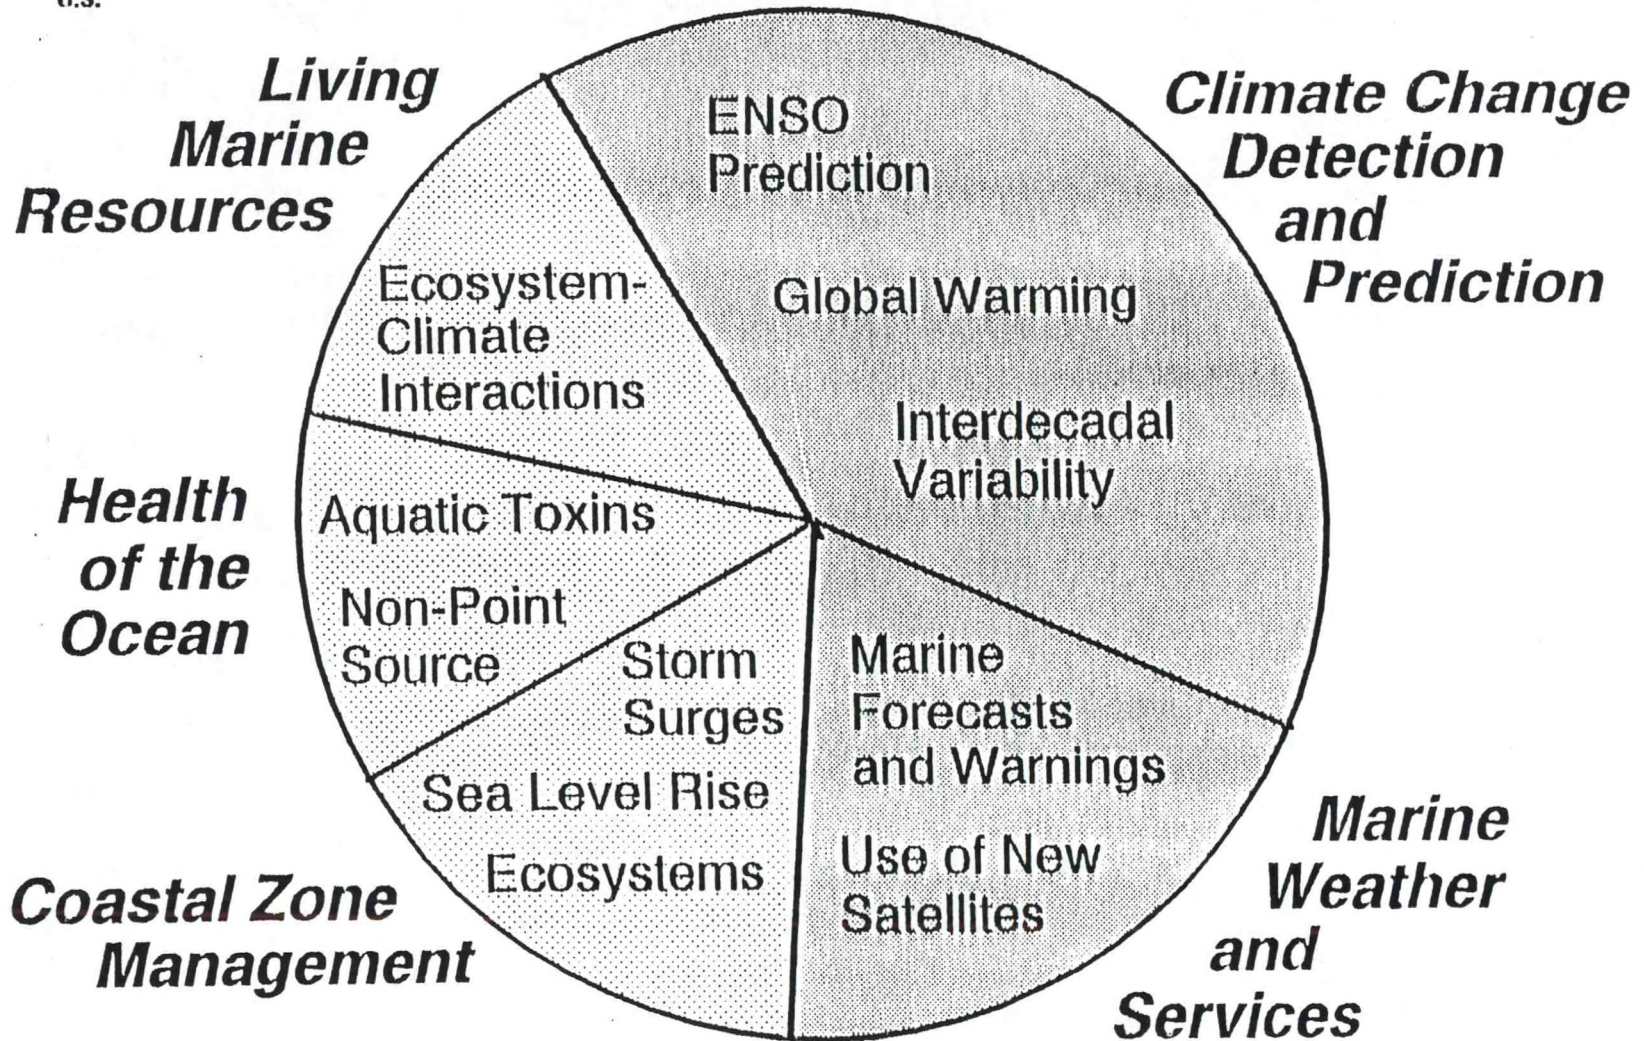 U.S.
Living
Marine
Resources
Climate Change
Detection
and
Prediction
ENSO
Prediction
Global Warming
Interdecadal
Variability
Ecosystem-
Climate
Interactions
Health
of the
Ocean
Aquatic Toxins
Non-Point
Source
Storm
Surges
Sea Level Rise
Ecosystems
Coastal Zone
Management
Marine
Forecasts
and Warnings
Use of New
Satellites
Marine
Weather
and
Services